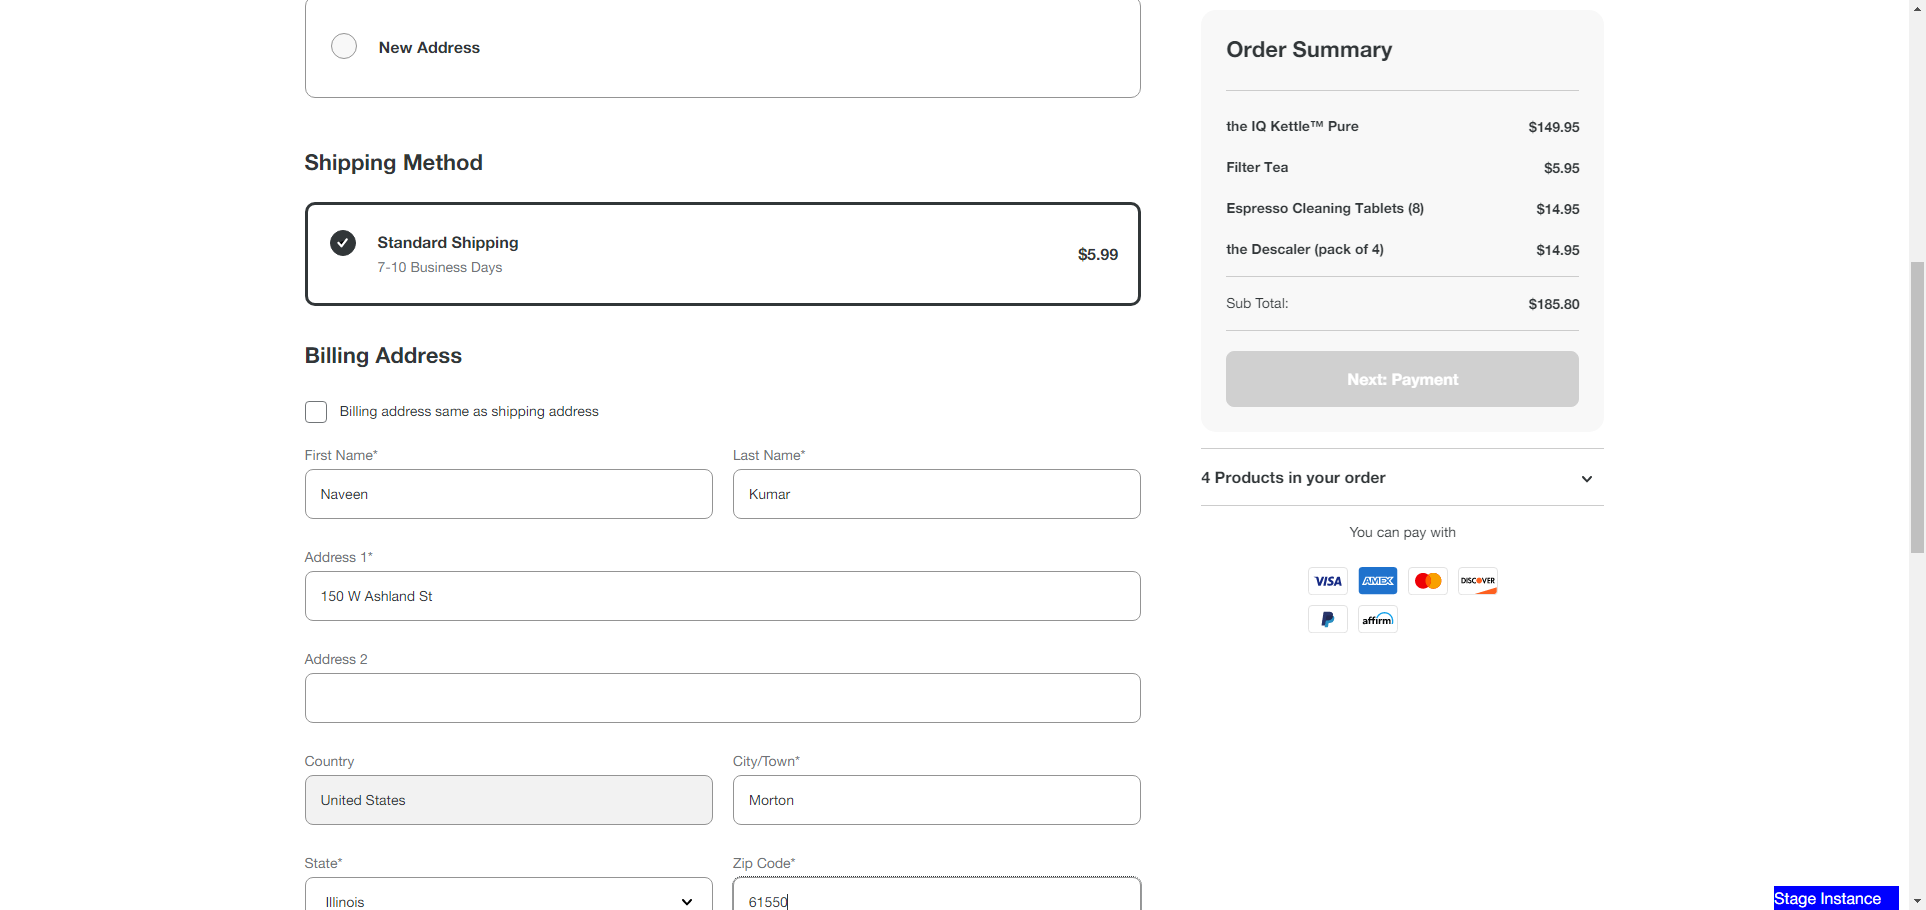 New Address
Shipping Method
Standard Shipping
7-10 Business Days
$5.99
Billing Address
Billing address same as shipping address
First Name*
Last Name*
Naveen
Kumar
Address 1*
150 W Ashland St
Address 2
Country
City/Town*
United States
Morton
State*
Zip Code*
Illinois
61550
Order Summary
the IQ Kettle™ Pure $149.95
Filter Tea $5.95
Espresso Cleaning Tablets (8) $14.95
the Descaler (pack of 4) $14.95
Sub Total: $185.80
Next: Payment
4 Products in your order
You can pay with
VISA AMEX DISCOVER
affirm
Stage Instance